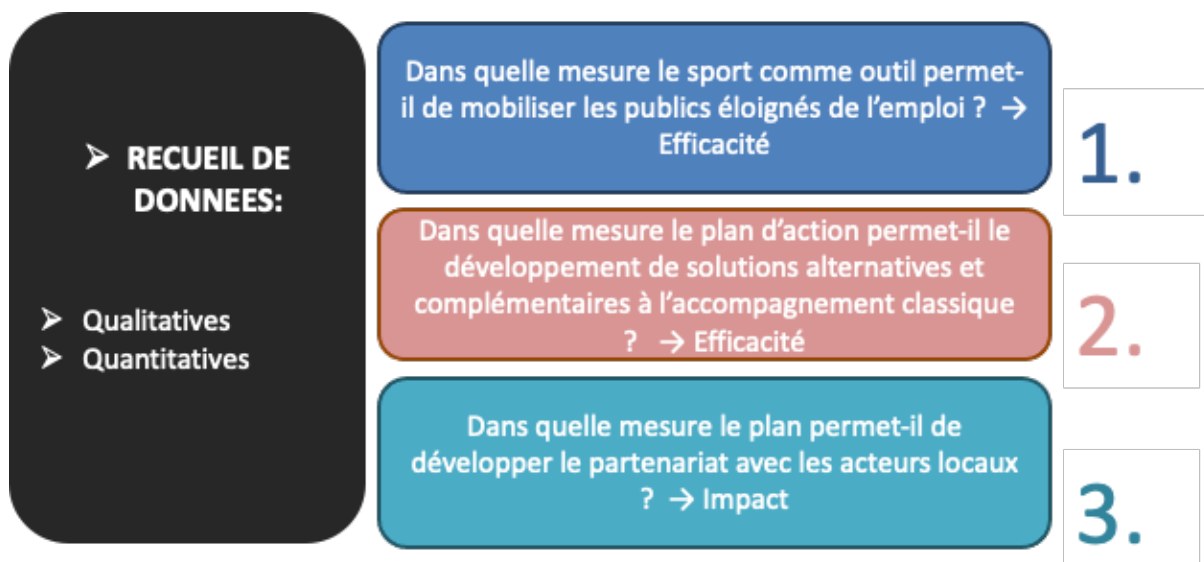 ➢ RECUEIL DE
DONNEES:
➢ Qualitatives
➢ Quantitatives
Dans quelle mesure le sport comme outil permet-
il de mobiliser les publics éloignés de l’emploi ? →
Efficacité
1.
Dans quelle mesure le plan d’action permet-il le
développement de solutions alternatives et
complémentaires à l’accompagnement classique
? → Efficacité
2.
Dans quelle mesure le plan permet-il de
développer le partenariat avec les acteurs locaux
? → Impact
3.